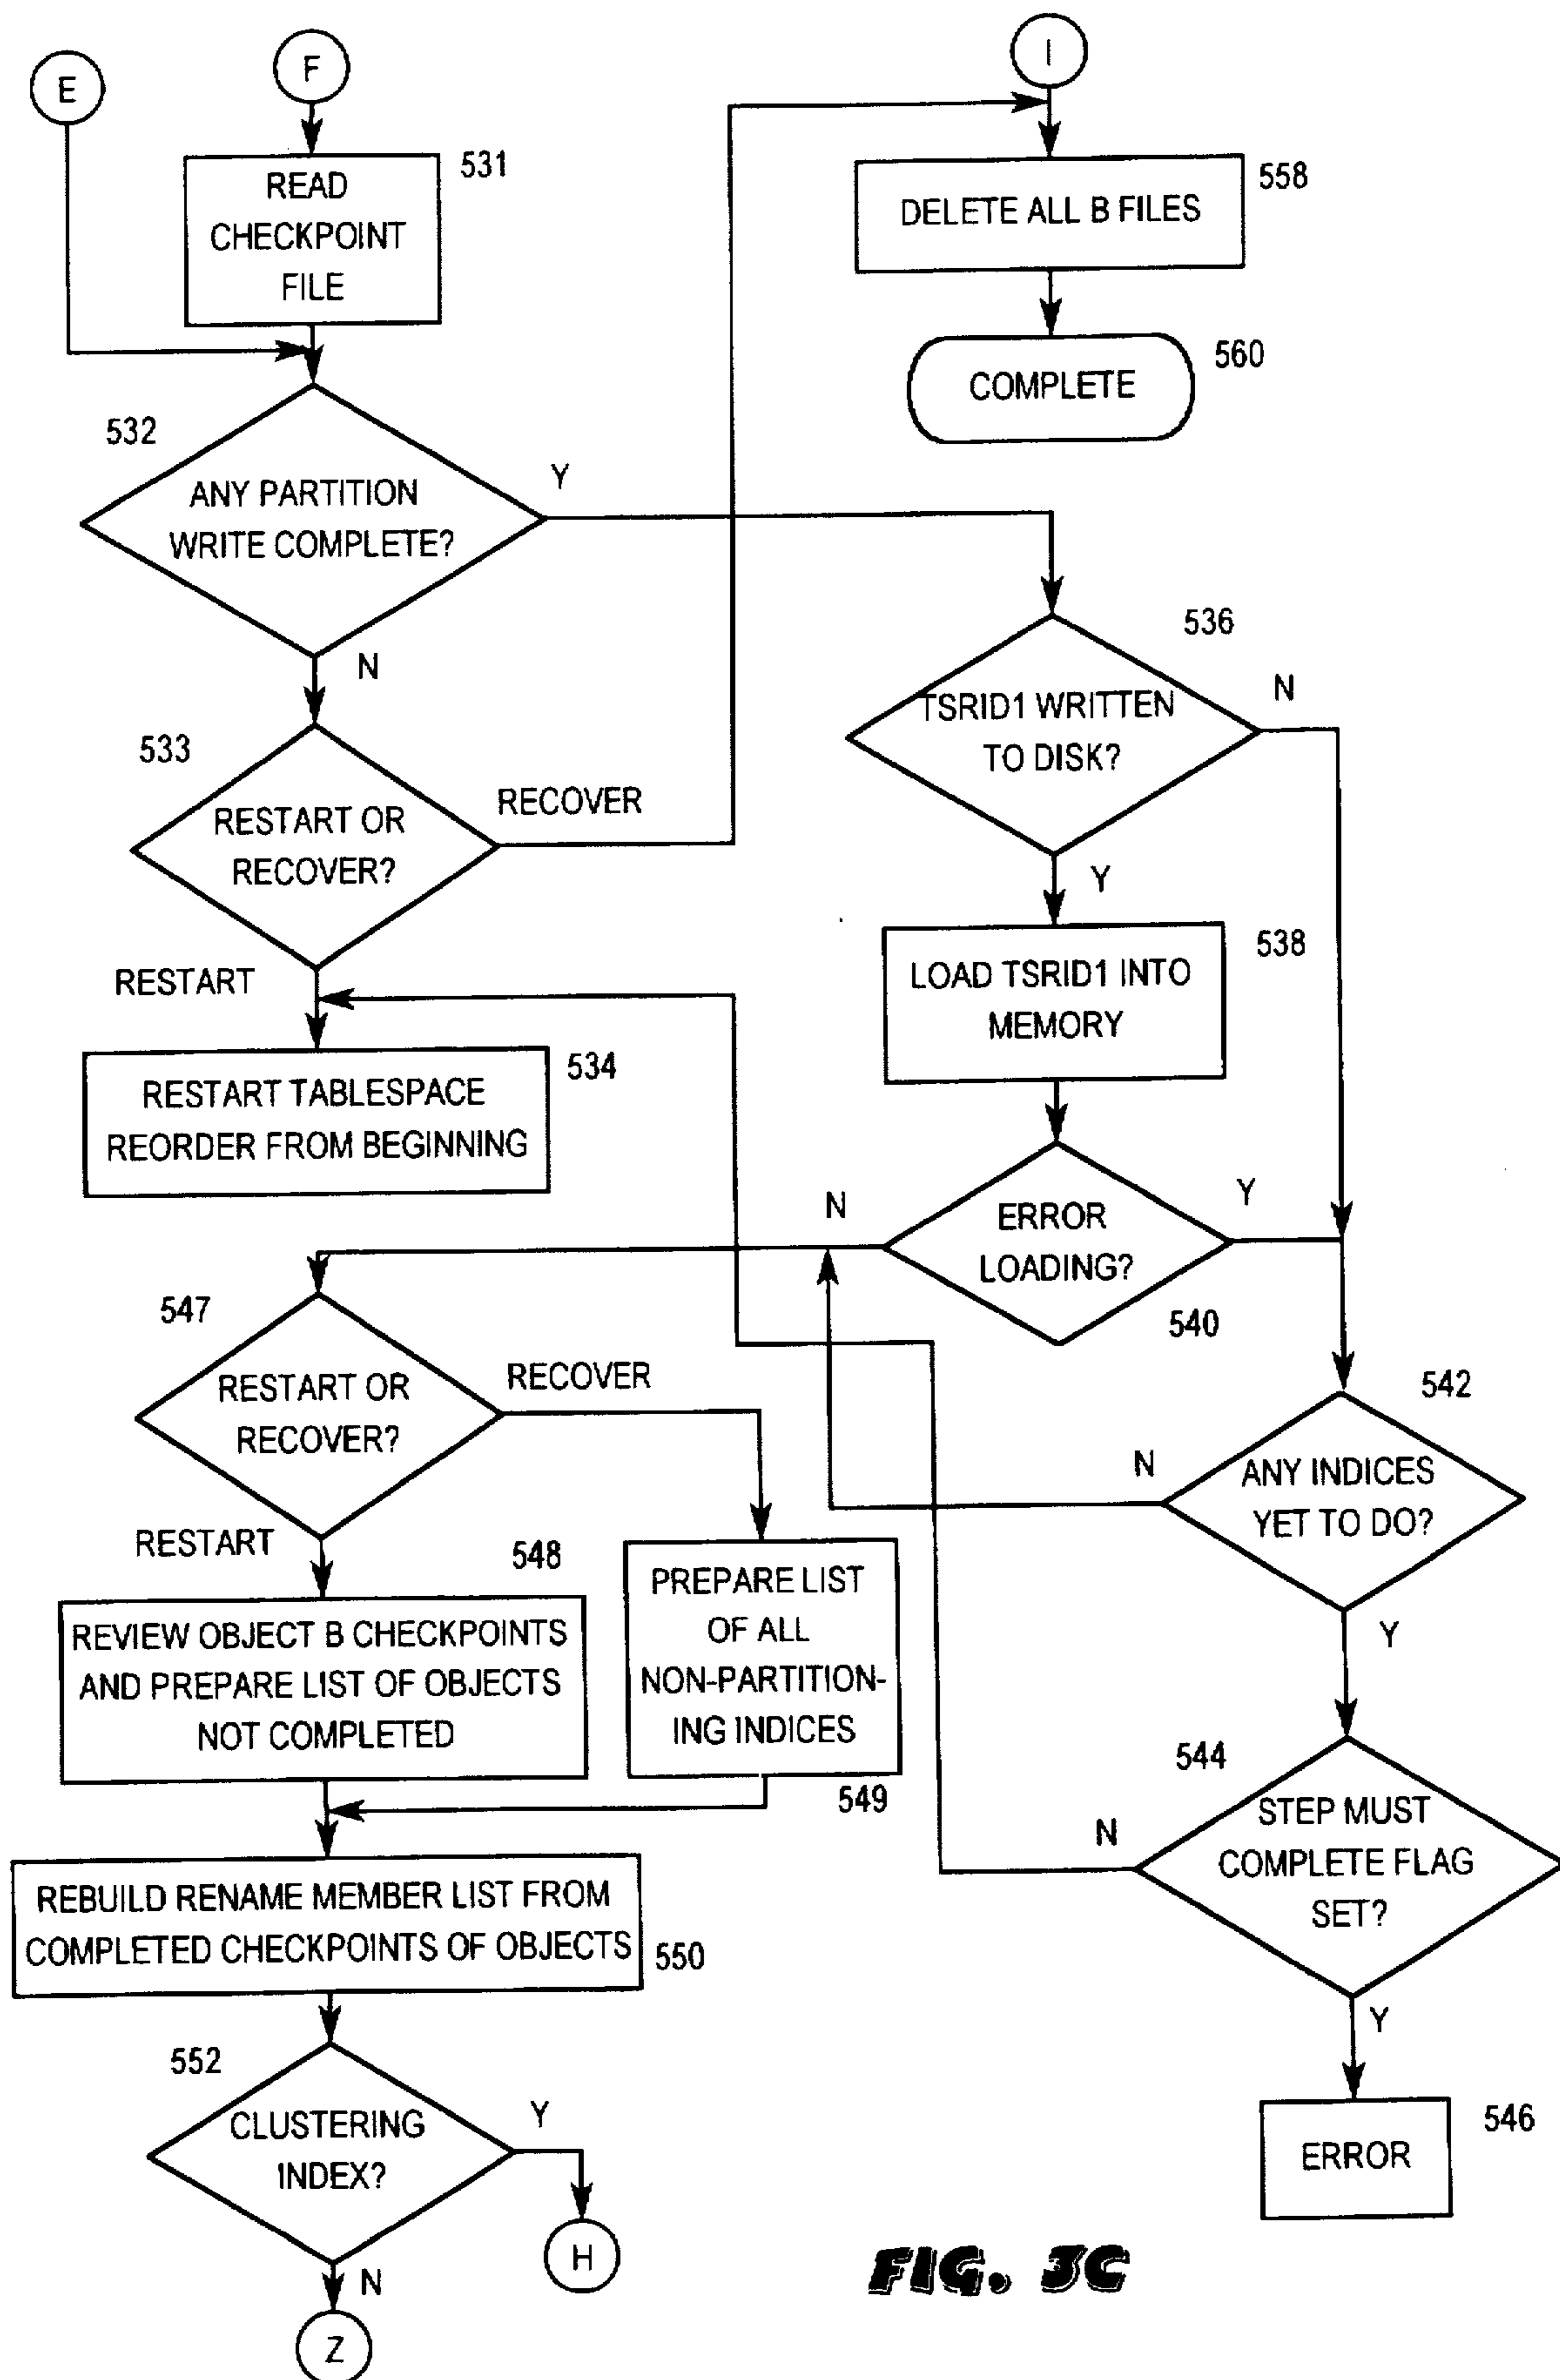 E
F
I
READ
CHECKPOINT
FILE
531
DELETE ALL B FILES
558
COMPLETE
560
532
ANY PARTITION
WRITE COMPLETE?
Y
N
536
TSRID1 WRITTEN
TO DISK?
N
Y
533
RESTART OR
RECOVER?
RECOVER
RESTART
538
LOAD TSRID1 INTO
MEMORY
534
RESTART TABLESPACE
REORDER FROM BEGINNING
N
ERROR
LOADING?
Y
540
547
RESTART OR
RECOVER?
RECOVER
RESTART
542
N
ANY INDICES
YET TO DO?
Y
548
REVIEW OBJECT B CHECKPOINTS
AND PREPARE LIST OF OBJECTS
NOT COMPLETED
PREPARE LIST
OF ALL
NON-PARTITION-
ING INDICES
549
544
N
STEP MUST
COMPLETE FLAG
SET?
Y
REBUILD RENAME MEMBER LIST FROM
COMPLETED CHECKPOINTS OF OBJECTS
550
552
CLUSTERING
INDEX?
Y
N
H
Z
ERROR
546
FIG. 3C